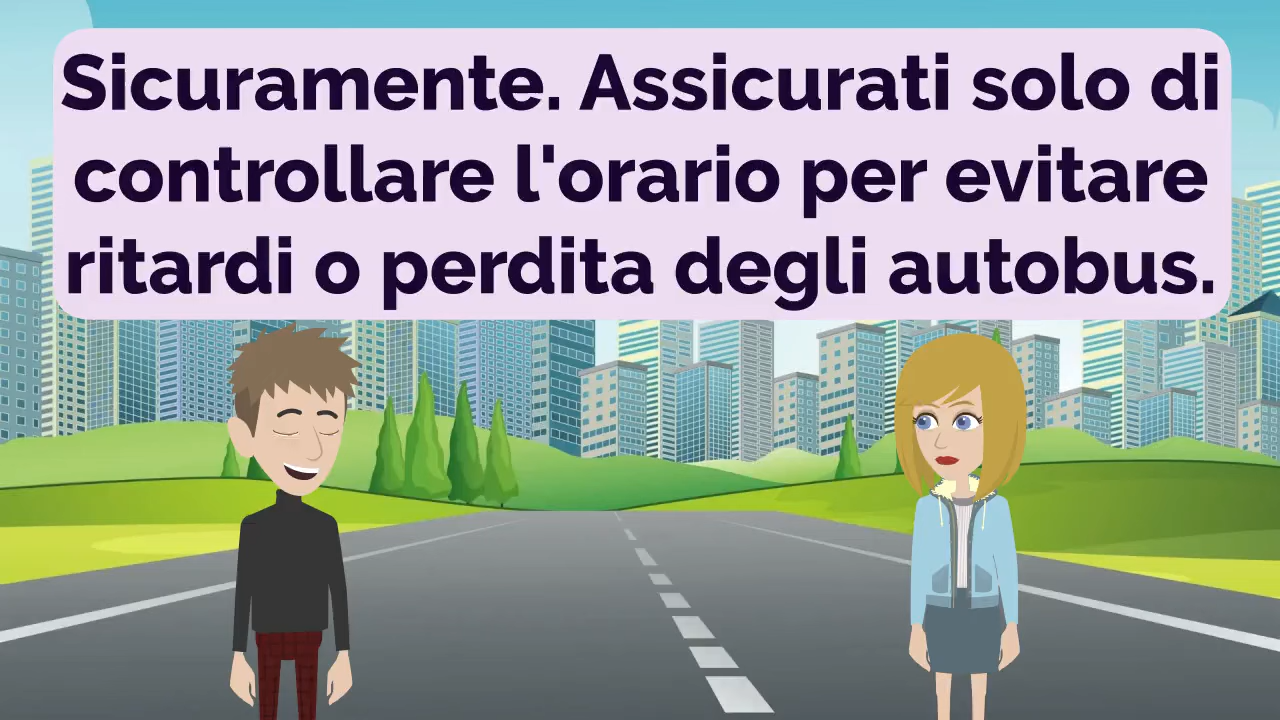 Sicuramente. Assicurati solo di
controllare l'orario per evitare
ritardi o perdita degli autobus.